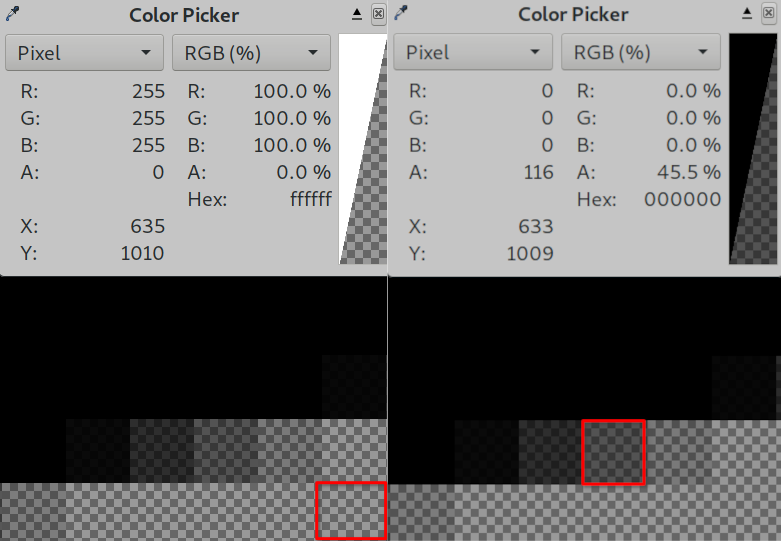 Color Picker
Pixel RGB (%)
R: 255 R: 100.0 %
G: 255 G: 100.0 %
B: 255 B: 100.0 %
A: 0 A: 0.0 %
Hex: ffffff
X: 635
Y: 1010
Color Picker
Pixel RGB (%)
R: 0 R: 0.0 %
G: 0 G: 0.0 %
B: 0 B: 0.0 %
A: 116 A: 45.5 %
Hex: 000000
X: 633
Y: 1009